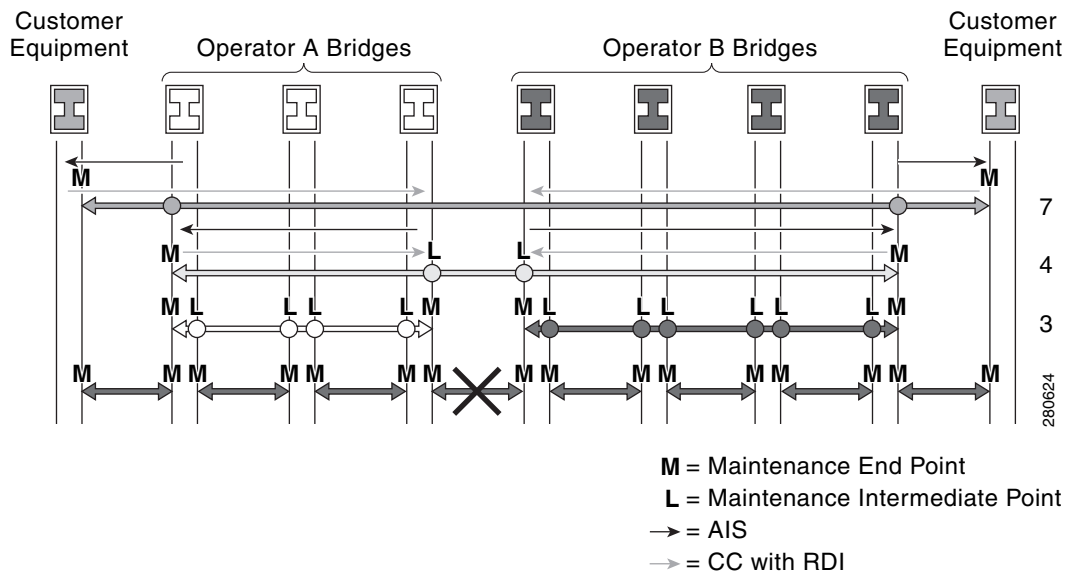 Customer Equipment
Operator A Bridges
Operator B Bridges
Customer Equipment
M M
7
M L L M
4
M L L L L M M L L L L L M
3
M M M M M M M M M M M M M M M M M M
280624
M = Maintenance End Point
L = Maintenance Intermediate Point
→ = AIS
→ = CC with RDI